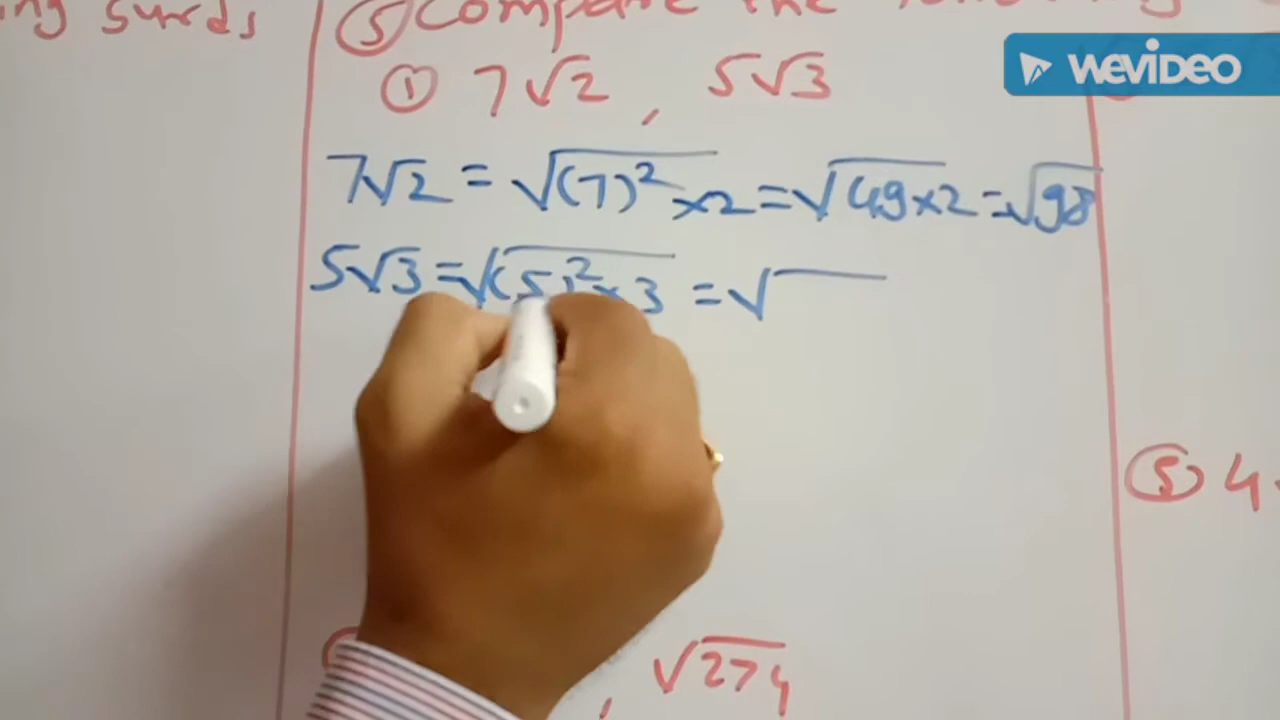 ing surds
⑤ Compare the following
① 7√2 , 5√3
7√2 = √(7)²×2 = √49×2 = √98
5√3 = √(5)²×3 = √
⑤ 4
, √274
WEVIDEO